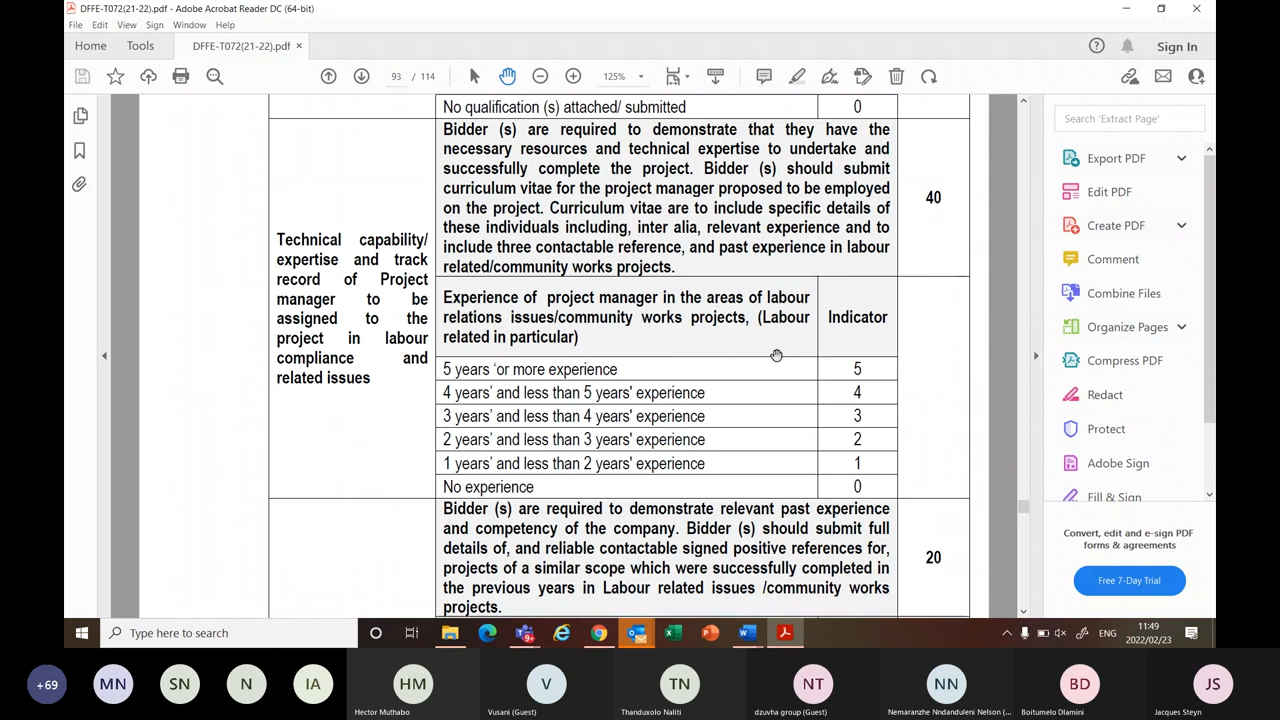 DFFE-T072(21-22).pdf - Adobe Acrobat Reader DC (64-bit)
File Edit View Sign Window Help
Home Tools DFFE-T072(21-22).pdf × Sign In
93 / 114 125%
No qualification (s) attached/ submitted 0
Bidder (s) are required to demonstrate that they have the
necessary resources and technical expertise to undertake and
successfully complete the project. Bidder (s) should submit
curriculum vitae for the project manager proposed to be employed
on the project. Curriculum vitae are to include specific details of
these individuals including, inter alia, relevant experience and to
include three contactable reference, and past experience in labour
related/community works projects.
40
Technical capability/
expertise and track
record of Project
manager to be
assigned to the
project in labour
compliance and
related issues
Experience of project manager in the areas of labour
relations issues/community works projects, (Labour
related in particular)
Indicator
5 years ‘or more experience 5
4 years’ and less than 5 years' experience 4
3 years’ and less than 4 years' experience 3
2 years’ and less than 3 years' experience 2
1 years’ and less than 2 years' experience 1
No experience 0
Bidder (s) are required to demonstrate relevant past experience
and competency of the company. Bidder (s) should submit full
details of, and reliable contactable signed positive references for,
projects of a similar scope which were successfully completed in
the previous years in Labour related issues /community works
projects.
20
Search 'Extract Page'
Export PDF
Edit PDF
Create PDF
Comment
Combine Files
Organize Pages
Compress PDF
Redact
Protect
Adobe Sign
Fill & Sign
Convert, edit and e-sign PDF
forms & agreements
Free 7-Day Trial
Type here to search
ENG
11:49
2022/02/23
+69 MN SN N IA HM V TN NT NN BD JS
Hector Muthabo Vusani (Guest) Thanduxolo Naliti dzuvha group (Guest) Nemaranzhe Nndanduleni Nelson (... Boitumelo Dlamini Jacques Steyn